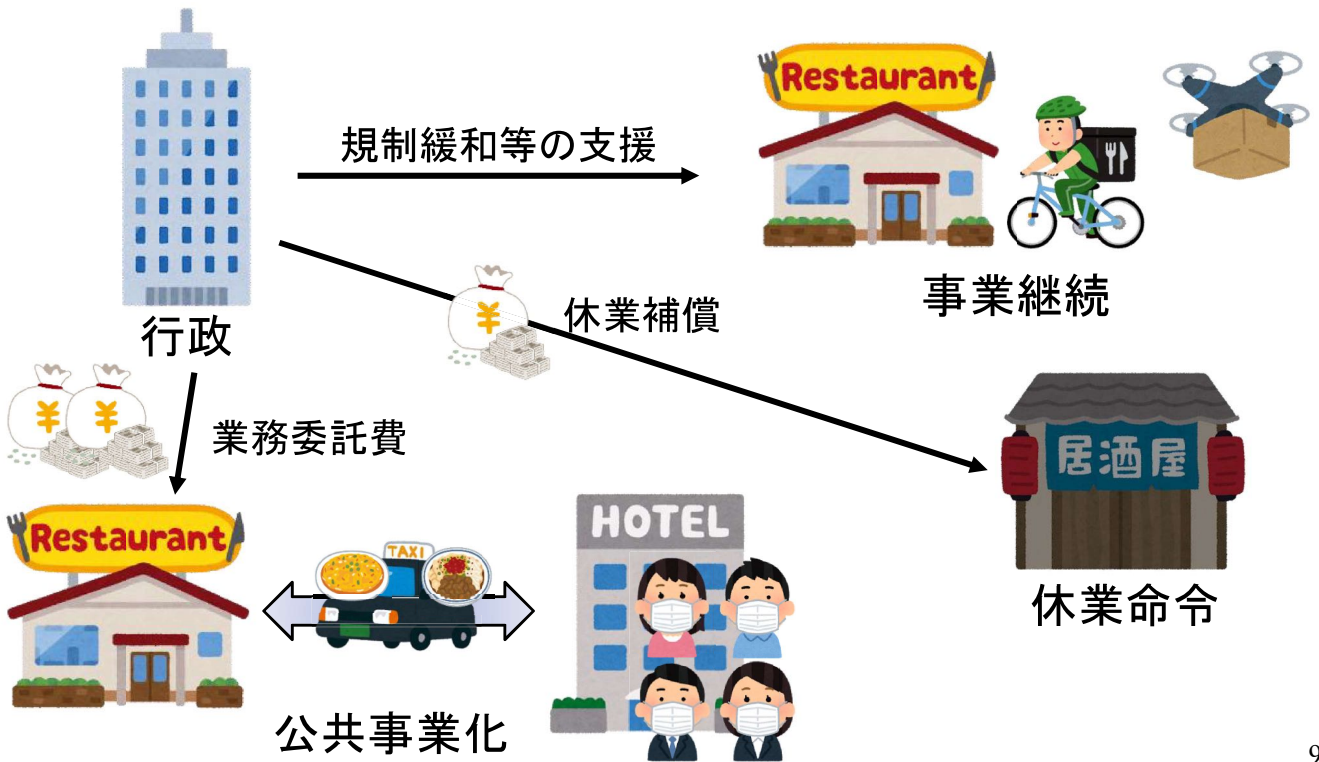 Restaurant
規制緩和等の支援
事業継続
行政
¥
休業補償
居酒屋
休業命令
¥ ¥
業務委託費
Restaurant
TAXI
HOTEL
公共事業化
9